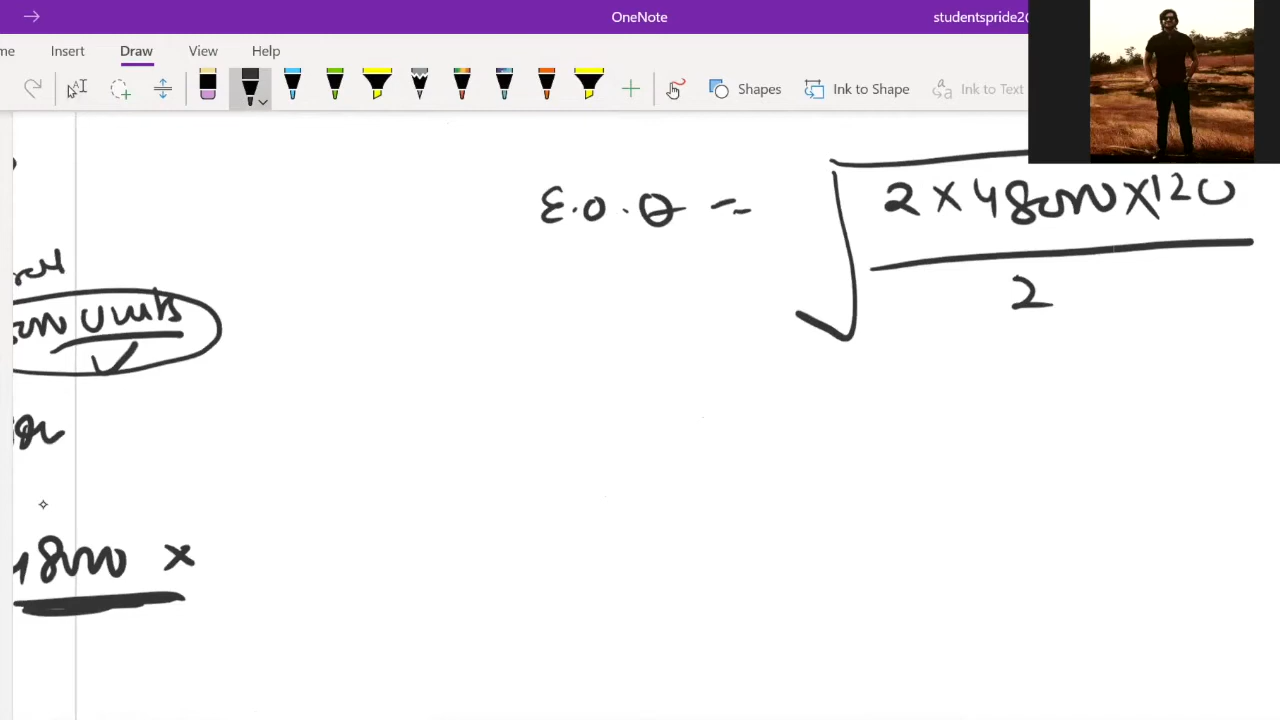 OneNote
studentspride2(
me Insert Draw View Help
Shapes Ink to Shape Ink to Text
E.O.Q = √
2 × 48000 × 120
2
units
48000 ×